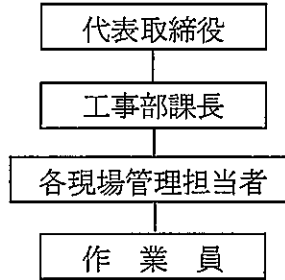 代表取締役
工事部課長
各現場管理担当者
作　業　員